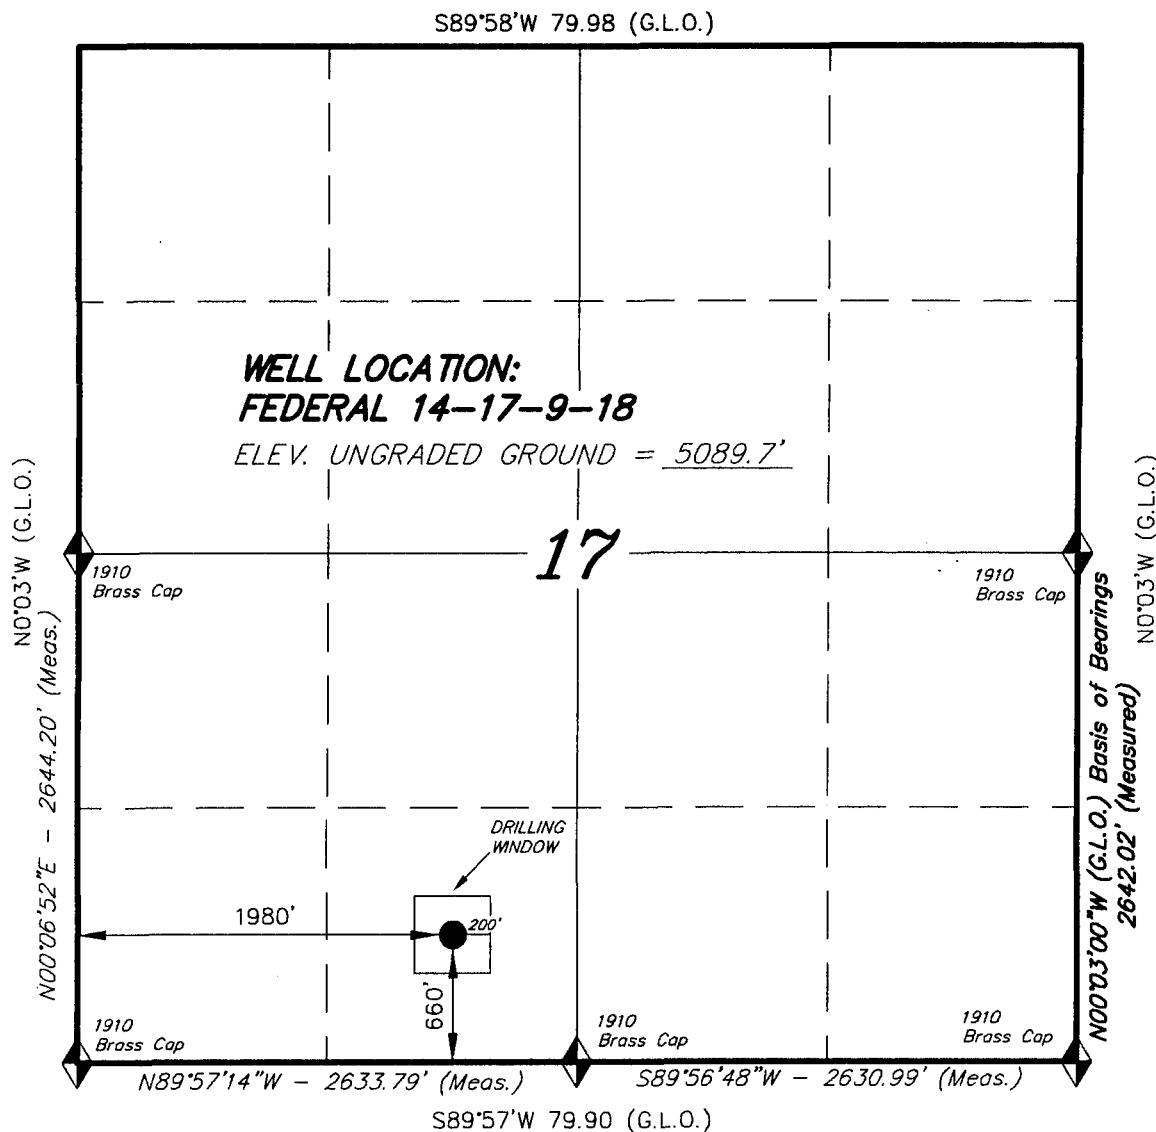 S89°58'W 79.98 (G.L.O.)
WELL LOCATION:
FEDERAL 14-17-9-18
ELEV. UNGRADED GROUND = 5089.7'
N0°03'W (G.L.O.)
N0°03'W (G.L.O.)
17
1910
Brass Cap
1910
Brass Cap
N00°06'52"E - 2644.20' (Meas.)
N00°03'00"W (G.L.O.) Basis of Bearings
2642.02' (Measured)
DRILLING
WINDOW
1980'
200'
660'
1910
Brass Cap
1910
Brass Cap
1910
Brass Cap
N89°57'14"W - 2633.79' (Meas.)
S89°56'48"W - 2630.99' (Meas.)
S89°57'W 79.90 (G.L.O.)